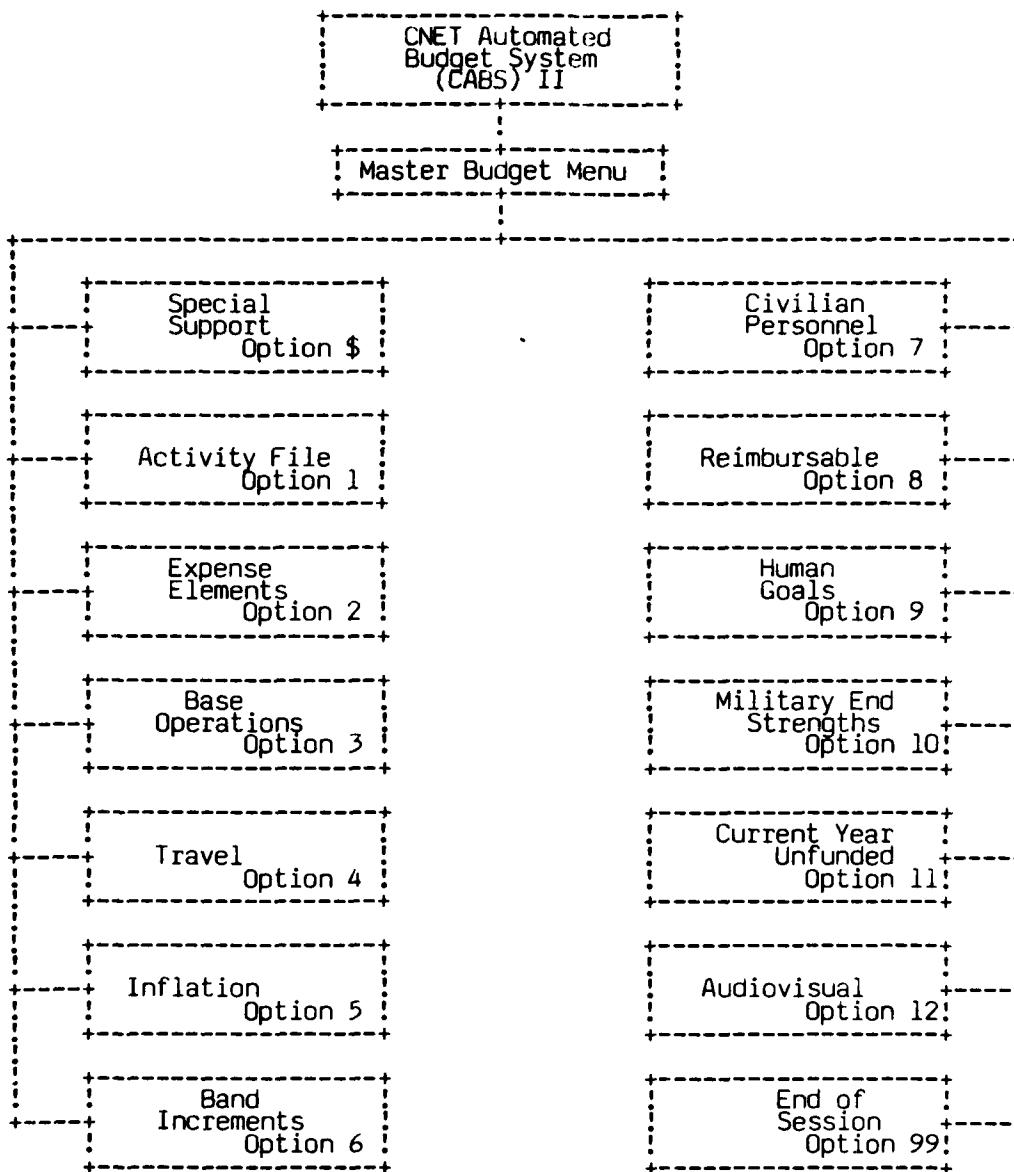 CNET Automated
Budget System
(CABS) II
Master Budget Menu
Special
Support
Option $
Activity File
Option 1
Expense
Elements
Option 2
Base
Operations
Option 3
Travel
Option 4
Inflation
Option 5
Band
Increments
Option 6
Civilian
Personnel
Option 7
Reimbursable
Option 8
Human
Goals
Option 9
Military End
Strengths
Option 10
Current Year
Unfunded
Option 11
Audiovisual
Option 12
End of
Session
Option 99